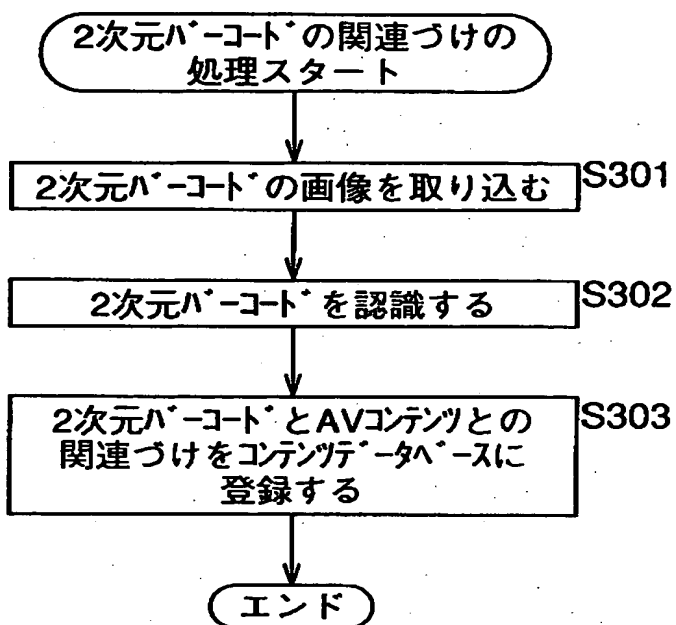 2次元ﾊﾞｰｺｰﾄﾞの関連づけの
処理スタート
2次元ﾊﾞｰｺｰﾄﾞの画像を取り込む
S301
2次元ﾊﾞｰｺｰﾄﾞを認識する
S302
2次元ﾊﾞｰｺｰﾄﾞとAVｺﾝﾃﾝﾂとの
関連づけをｺﾝﾃﾝﾂﾃﾞｰﾀﾍﾞｰｽに
登録する
S303
エンド